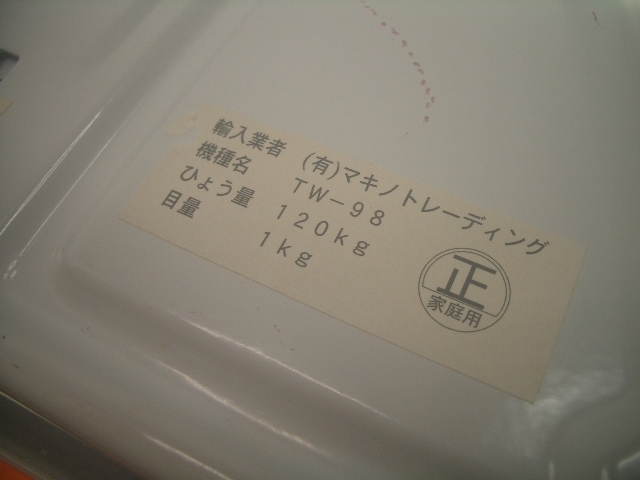 輸入業者 (有)マキノトレーディング
機種名 TW-98
ひょう量 120kg
目量 1kg
正
家庭用